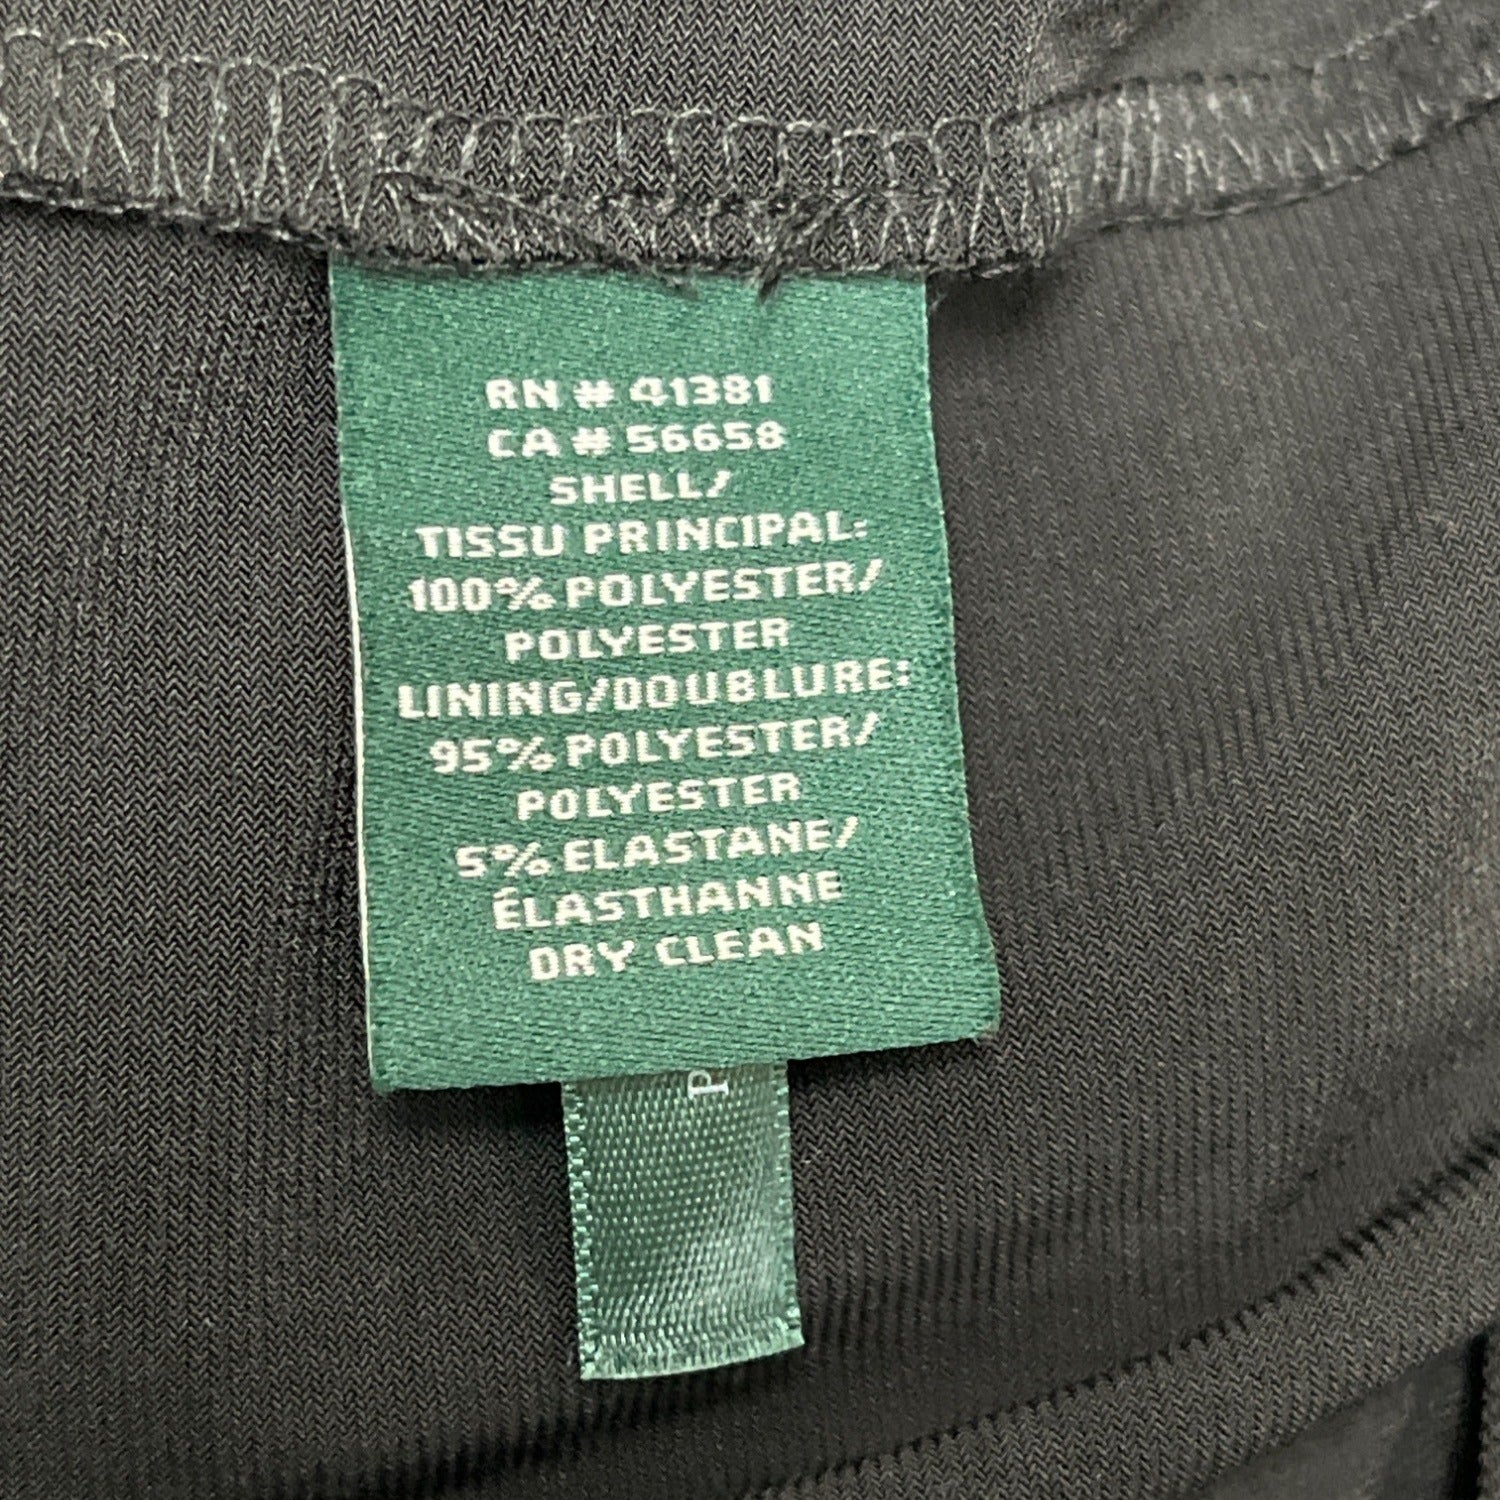 RN # 41381
CA # 56658
SHELL/
TISSU PRINCIPAL:
100% POLYESTER/
POLYESTER
LINING/DOUBLURE:
95% POLYESTER/
POLYESTER
5% ELASTANE/
ÉLASTHANNE
DRY CLEAN
P